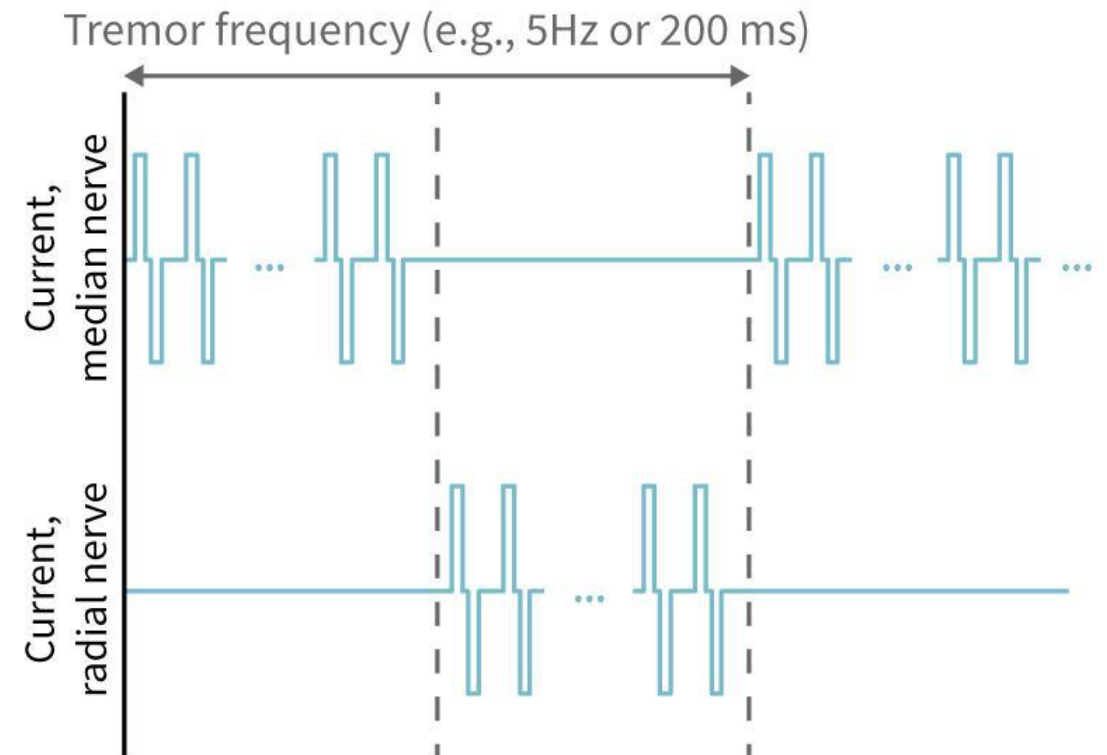 Tremor frequency (e.g., 5Hz or 200 ms)
Current,
median nerve
...
...
...
Current,
radial nerve
...